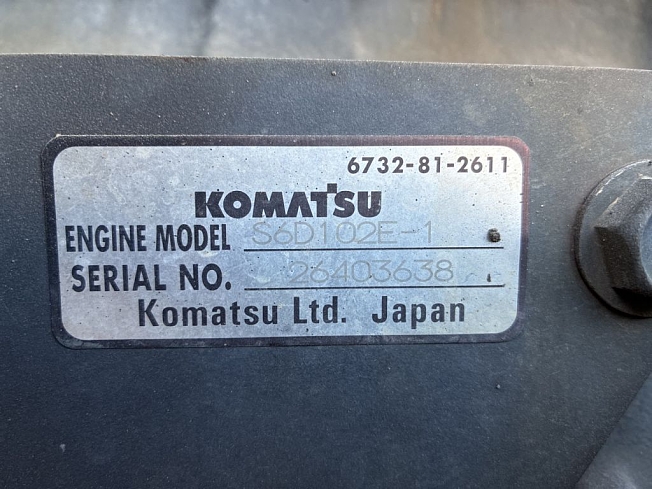 6732-81-2611
KOMATSU
ENGINE MODEL S6D102E-1
SERIAL NO. 26403638
Komatsu Ltd. Japan